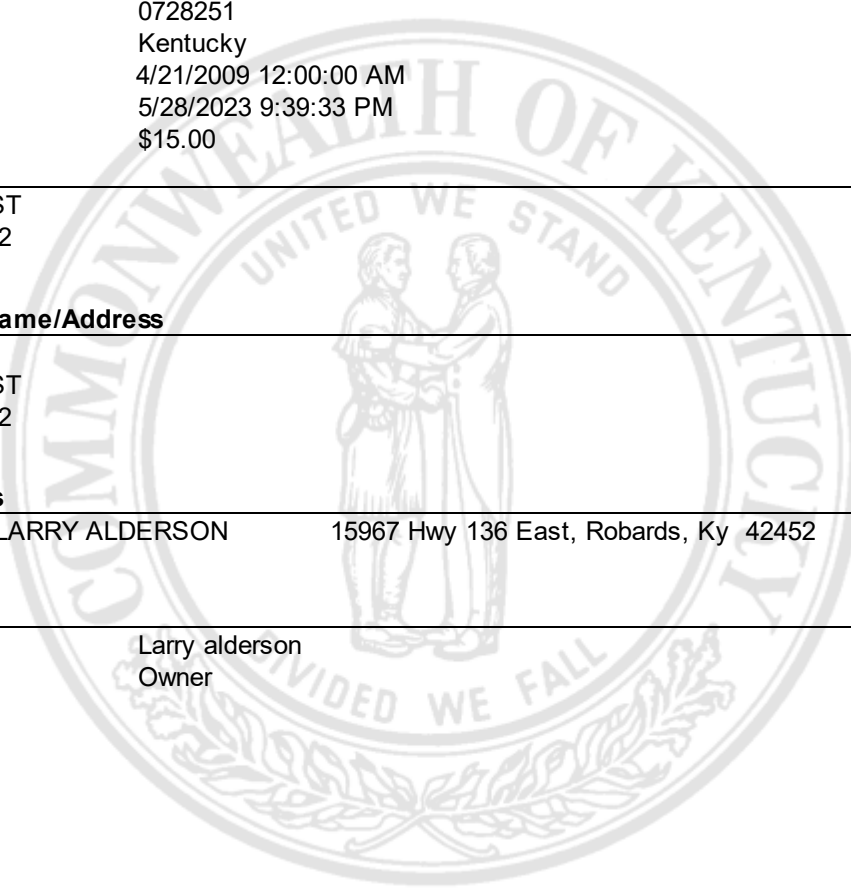 0728251
Kentucky
4/21/2009 12:00:00 AM
5/28/2023 9:39:33 PM
$15.00
ST
2
ame/Address
ST
2
s
LARRY ALDERSON 15967 Hwy 136 East, Robards, Ky 42452
Larry alderson
Owner
COMMONWEALTH OF KENTUCKY
UNITED WE STAND
DIVIDED WE FALL